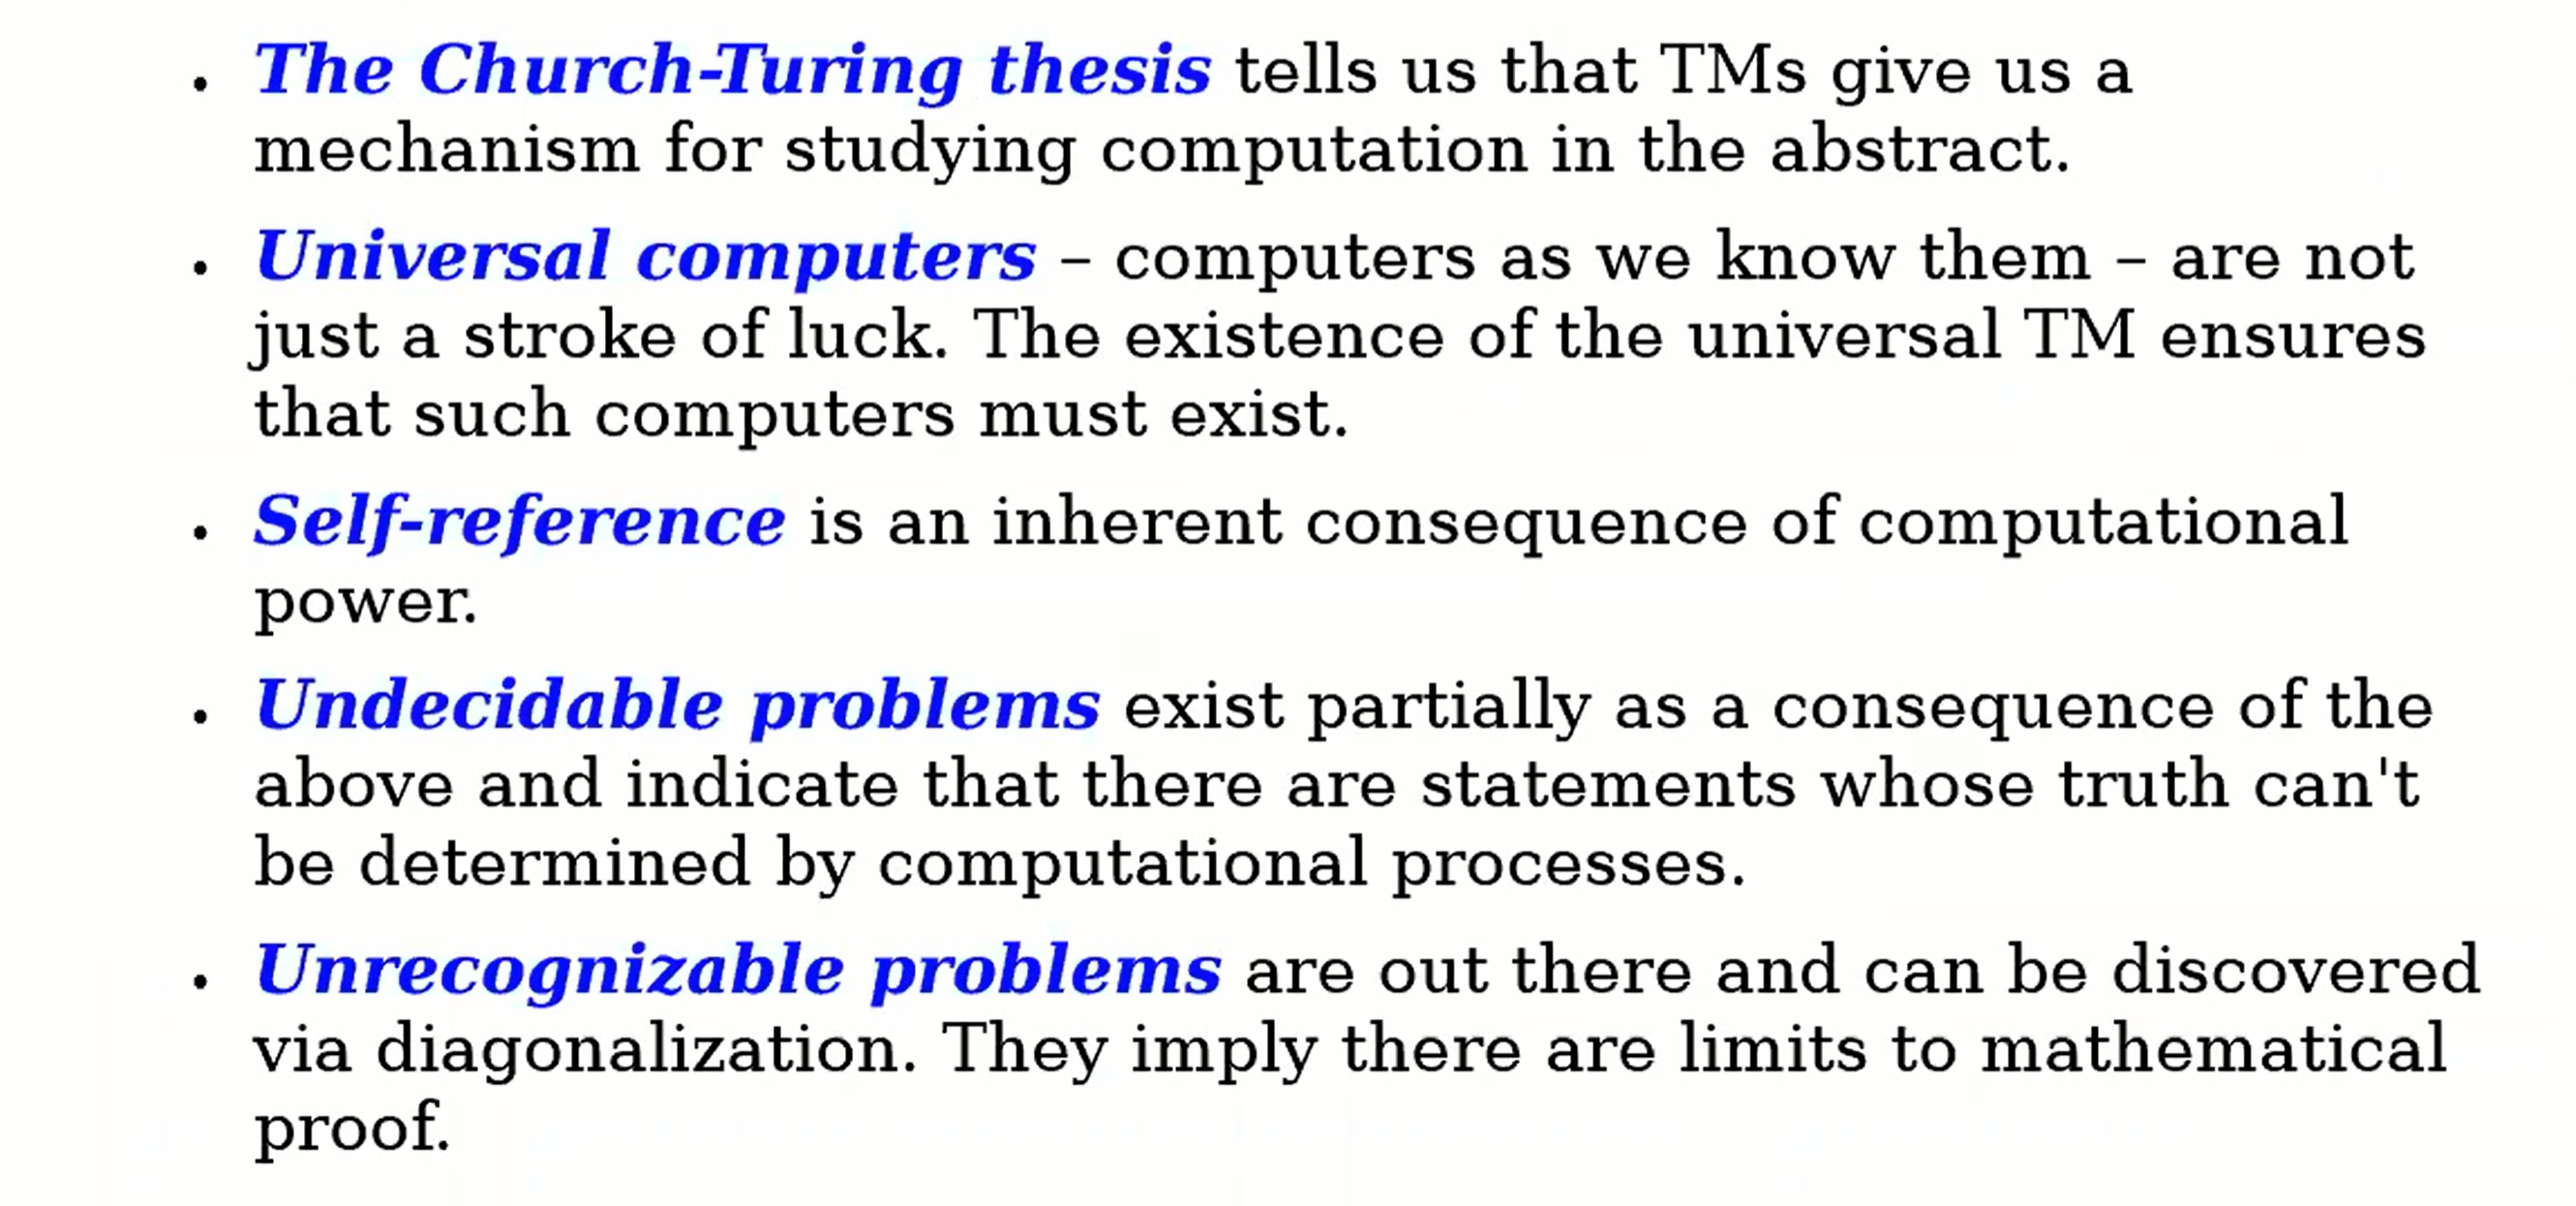 • The Church-Turing thesis tells us that TMs give us a
mechanism for studying computation in the abstract.
• Universal computers – computers as we know them – are not
just a stroke of luck. The existence of the universal TM ensures
that such computers must exist.
• Self-reference is an inherent consequence of computational
power.
• Undecidable problems exist partially as a consequence of the
above and indicate that there are statements whose truth can't
be determined by computational processes.
• Unrecognizable problems are out there and can be discovered
via diagonalization. They imply there are limits to mathematical
proof.